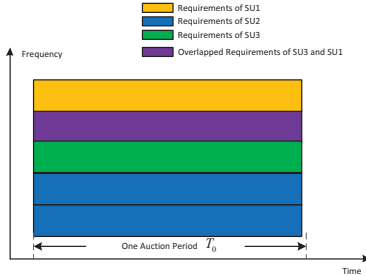 Requirements of SU1
Requirements of SU2
Requirements of SU3
Overlapped Requirements of SU3 and SU1
Frequency
One Auction Period T₀
Time